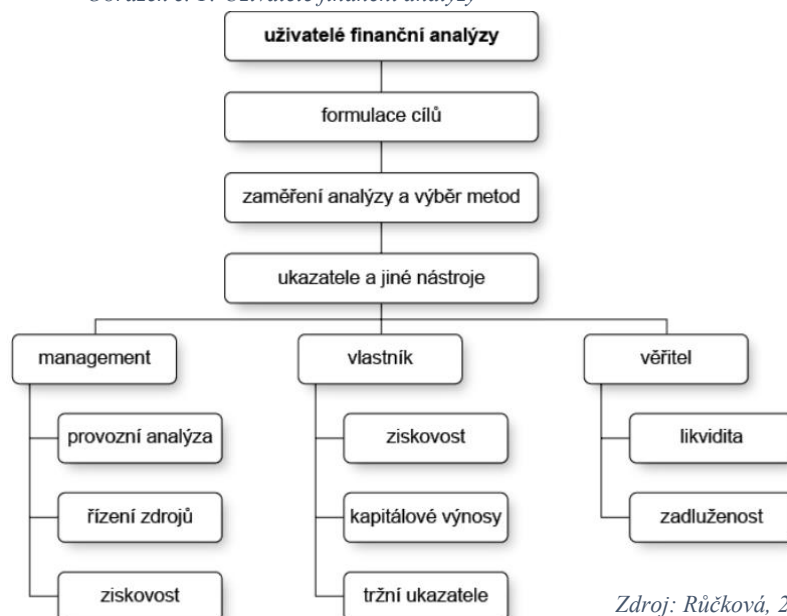 uživatelé finanční analýzy
formulace cílů
zaměření analýzy a výběr metod
ukazatele a jiné nástroje
management
vlastník
věřitel
provozní analýza
ziskovost
likvidita
řízení zdrojů
kapitálové výnosy
zadluženost
ziskovost
tržní ukazatele
Zdroj: Růčková, 2